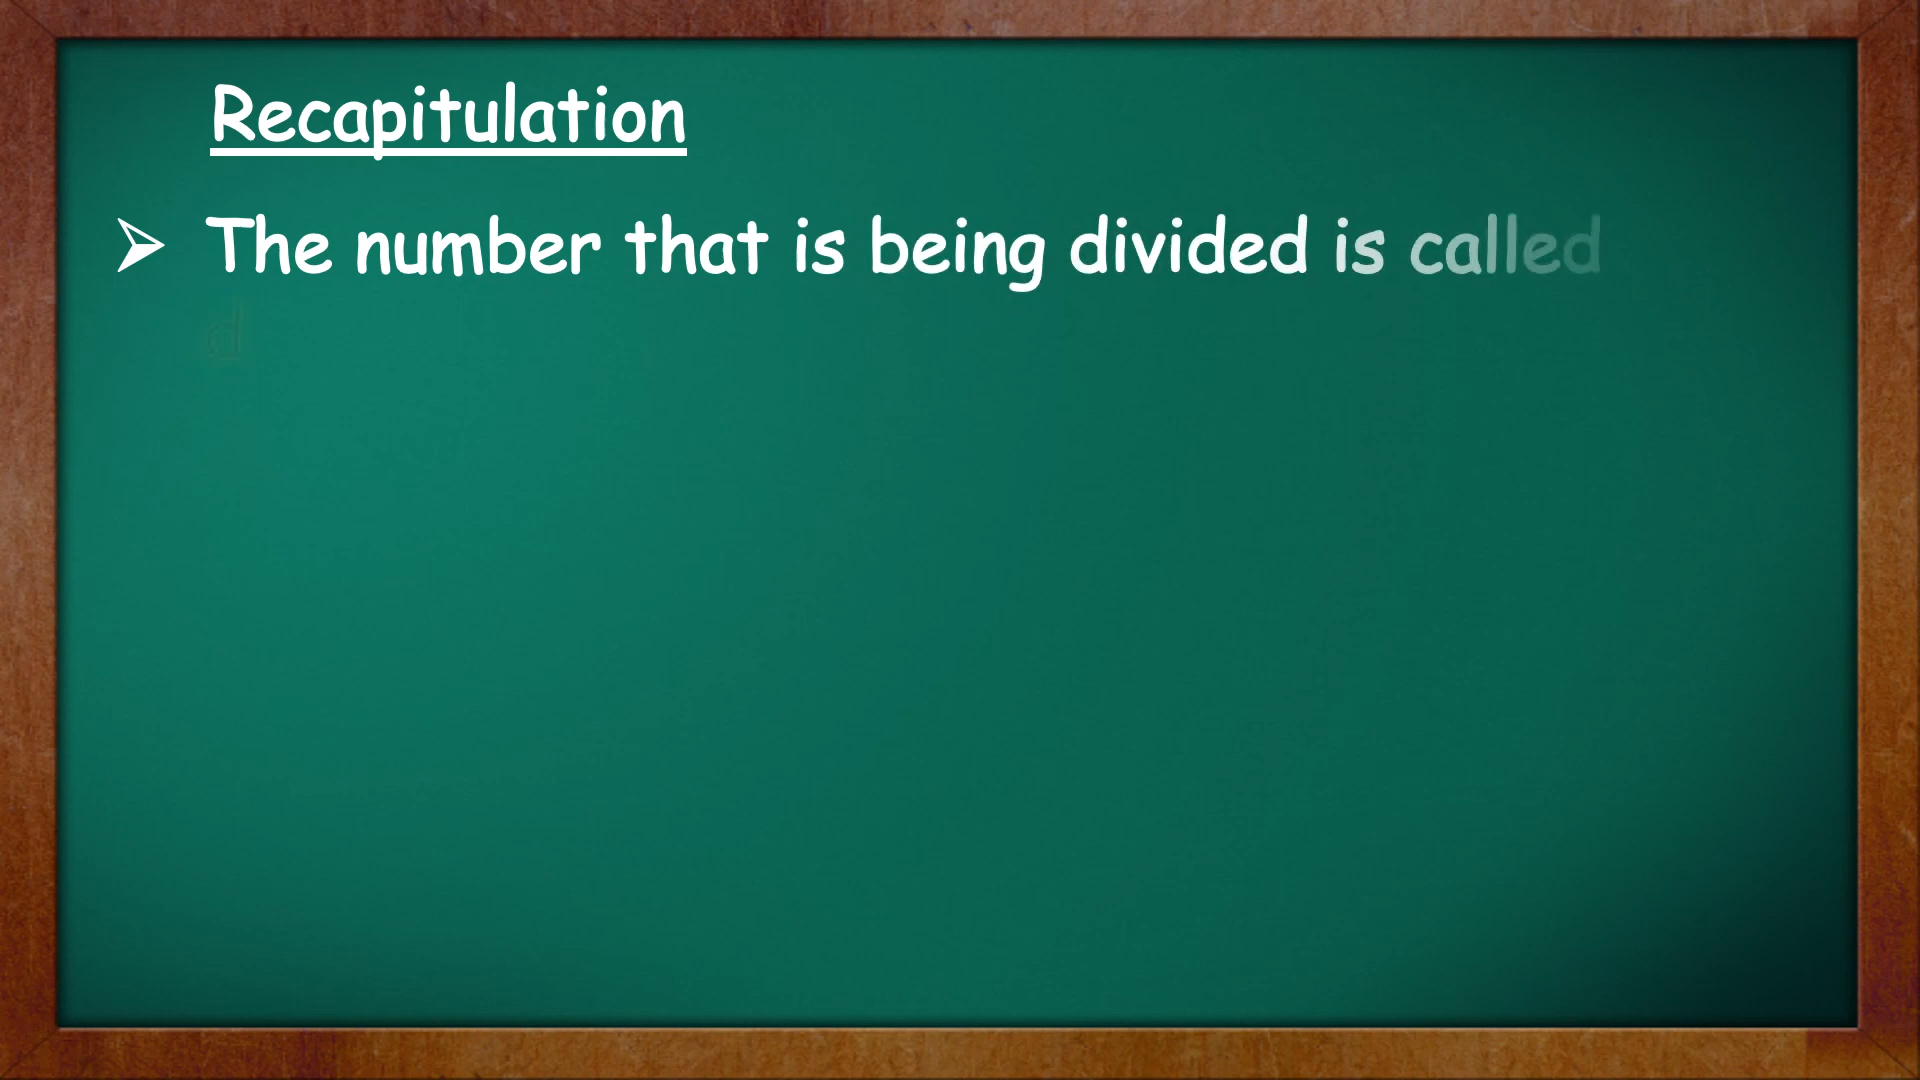 Recapitulation
➢ The number that is being divided is called
d